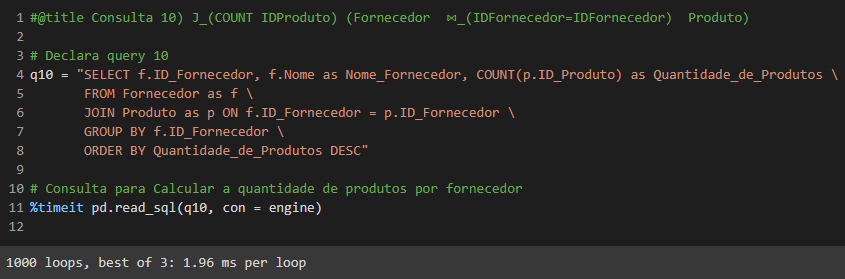 1 #@title Consulta 10) J_(COUNT IDProduto) (Fornecedor ⋈_(IDFornecedor=IDFornecedor) Produto)
2
3 # Declara query 10
4 q10 = "SELECT f.ID_Fornecedor, f.Nome as Nome_Fornecedor, COUNT(p.ID_Produto) as Quantidade_de_Produtos \
5 FROM Fornecedor as f \
6 JOIN Produto as p ON f.ID_Fornecedor = p.ID_Fornecedor \
7 GROUP BY f.ID_Fornecedor \
8 ORDER BY Quantidade_de_Produtos DESC"
9
10 # Consulta para Calcular a quantidade de produtos por fornecedor
11 %timeit pd.read_sql(q10, con = engine)
12
1000 loops, best of 3: 1.96 ms per loop